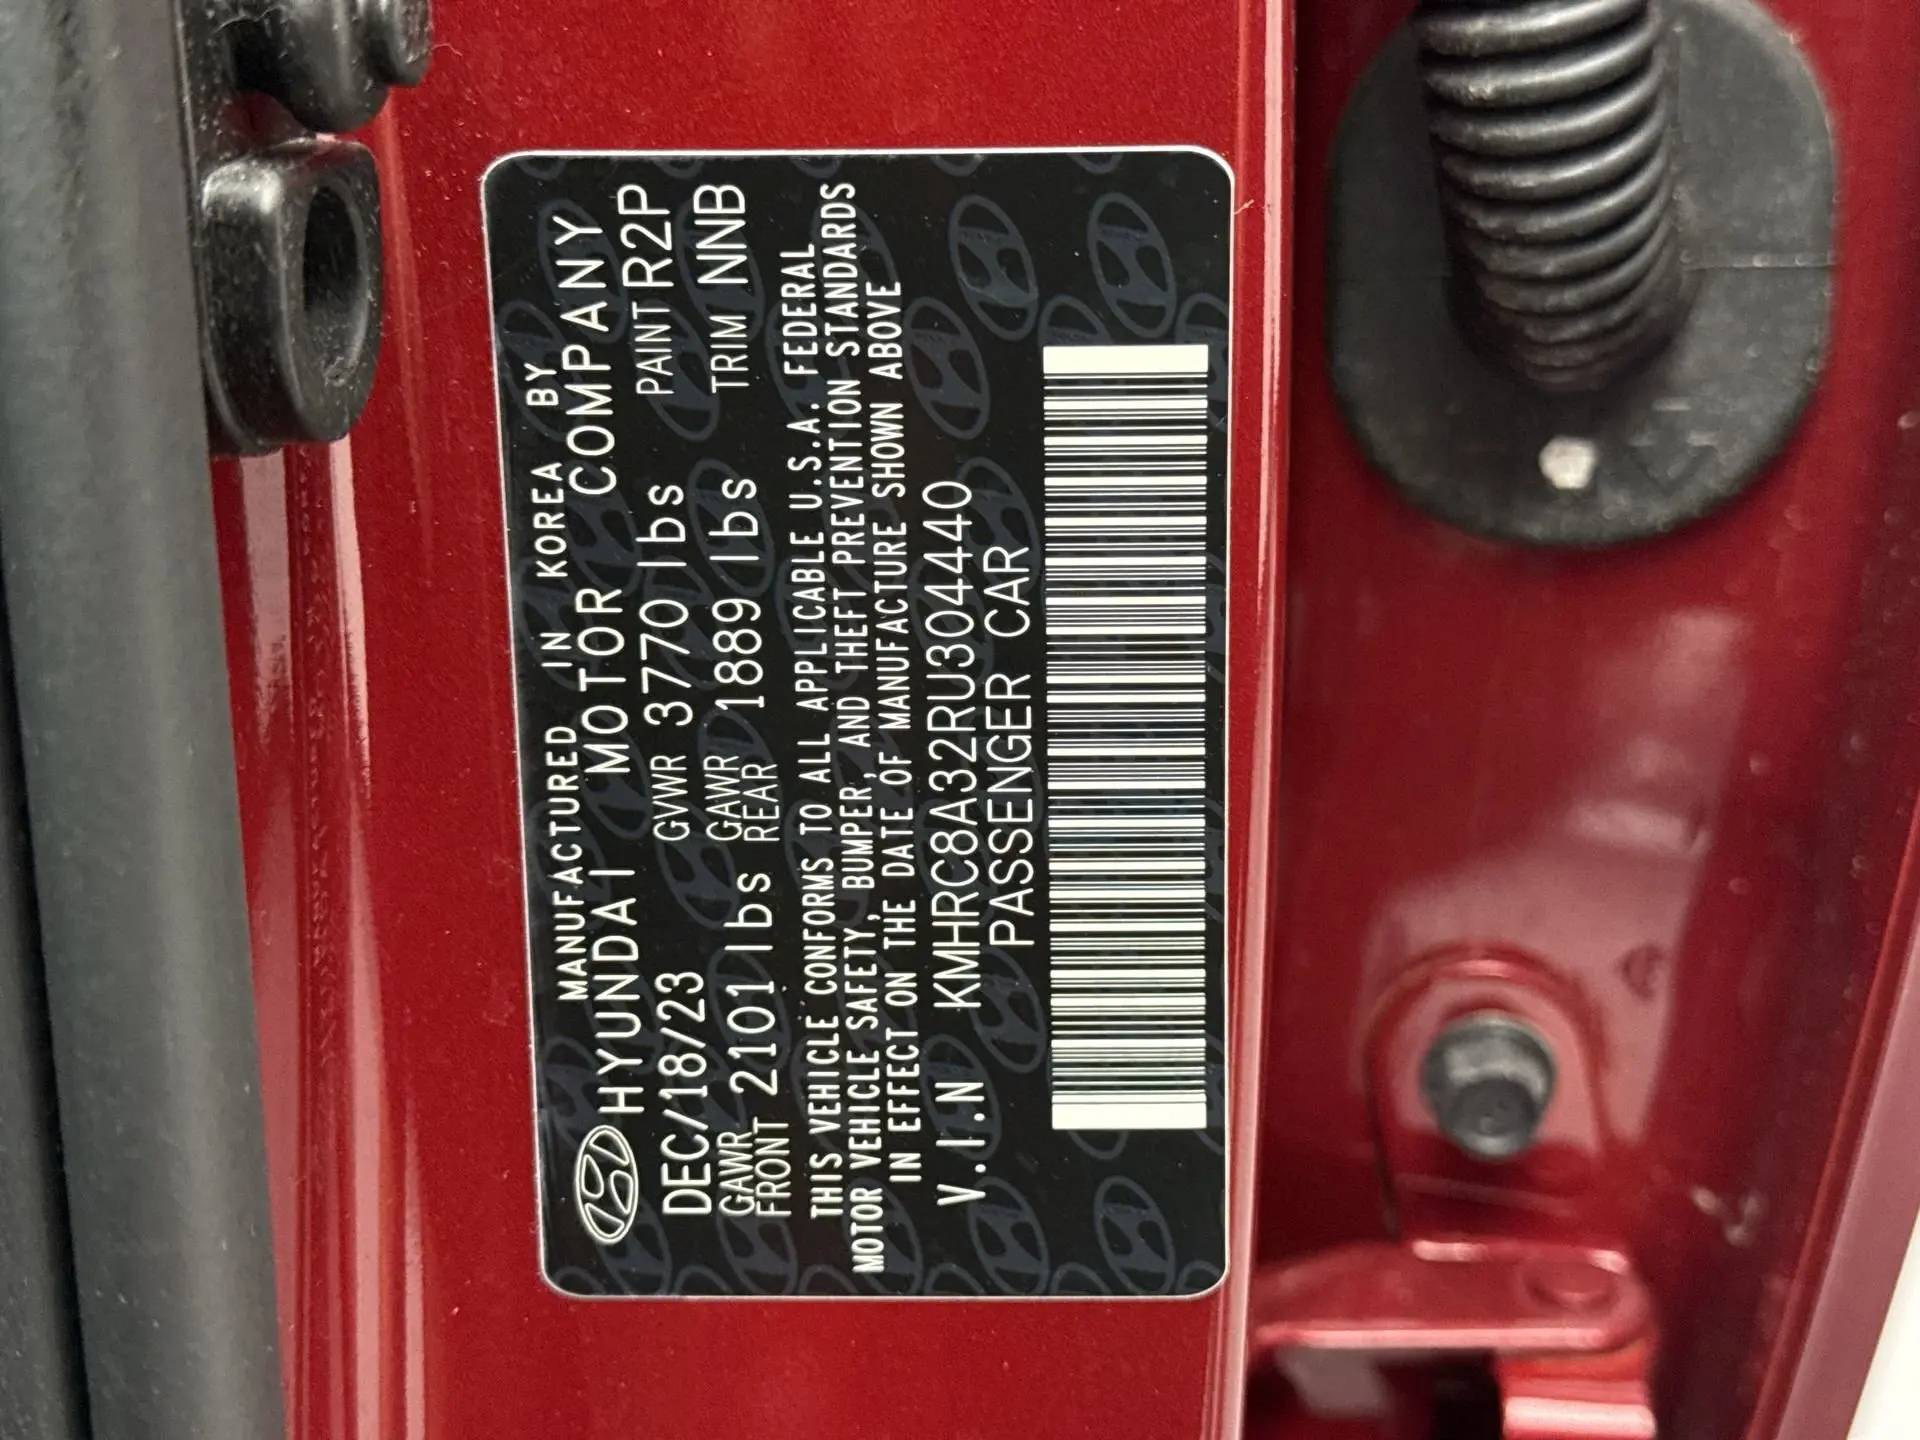 MANUFACTURED IN KOREA BY
HYUNDAI MOTOR COMPANY
DEC/18/23 GVWR 3770 lbs PAINT R2P
GAWR FRONT 2101 lbs GAWR REAR 1889 lbs TRIM NNB
THIS VEHICLE CONFORMS TO ALL APPLICABLE U.S.A. FEDERAL
MOTOR VEHICLE SAFETY, BUMPER, AND THEFT PREVENTION STANDARDS
IN EFFECT ON THE DATE OF MANUFACTURE SHOWN ABOVE
V.I.N KMHRC8A32RU304440
PASSENGER CAR